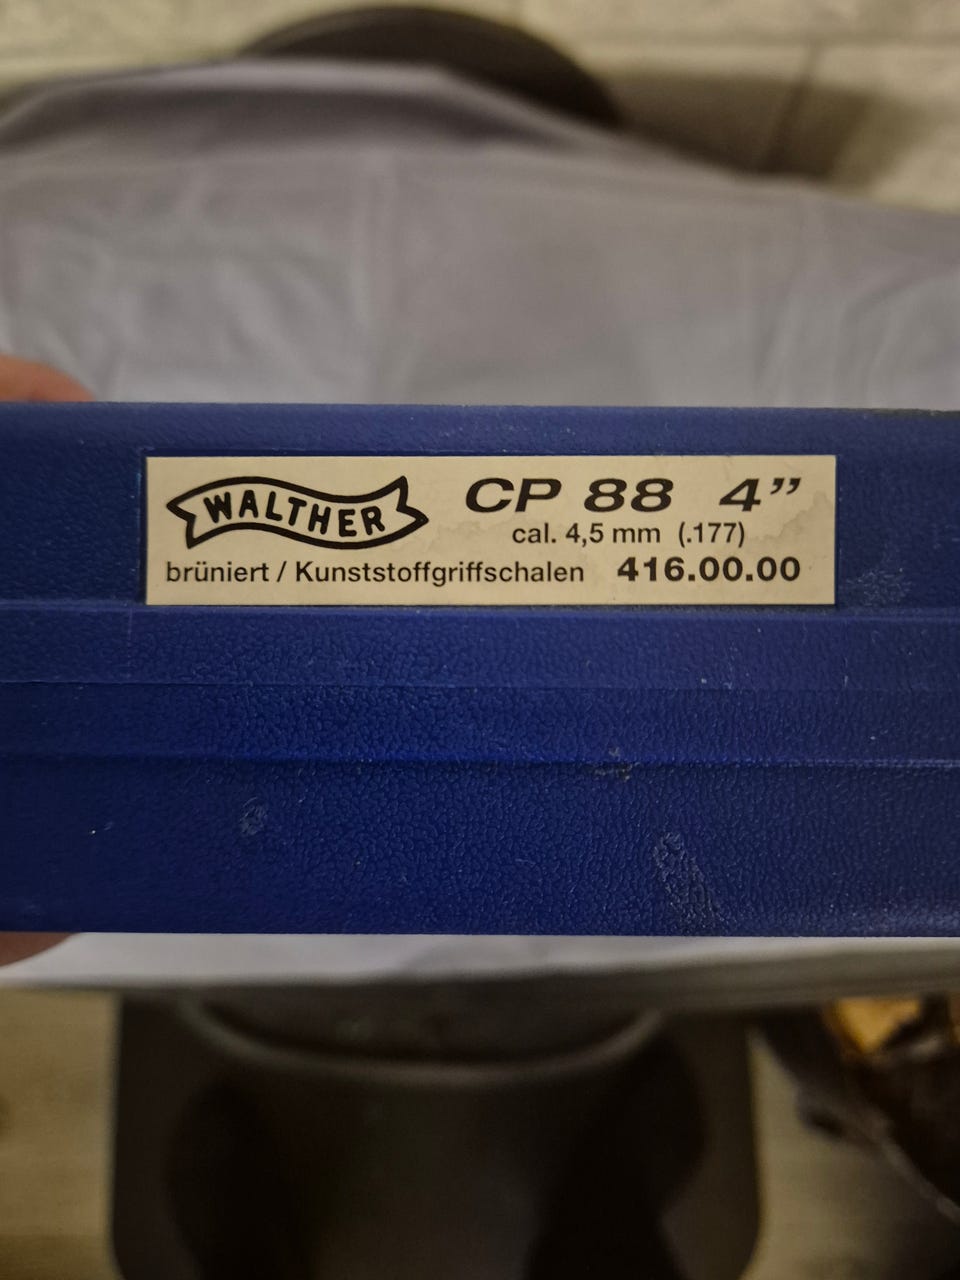 WALTHER CP 88 4”
cal. 4,5 mm (.177)
brüniert / Kunststoffgriffschalen 416.00.00